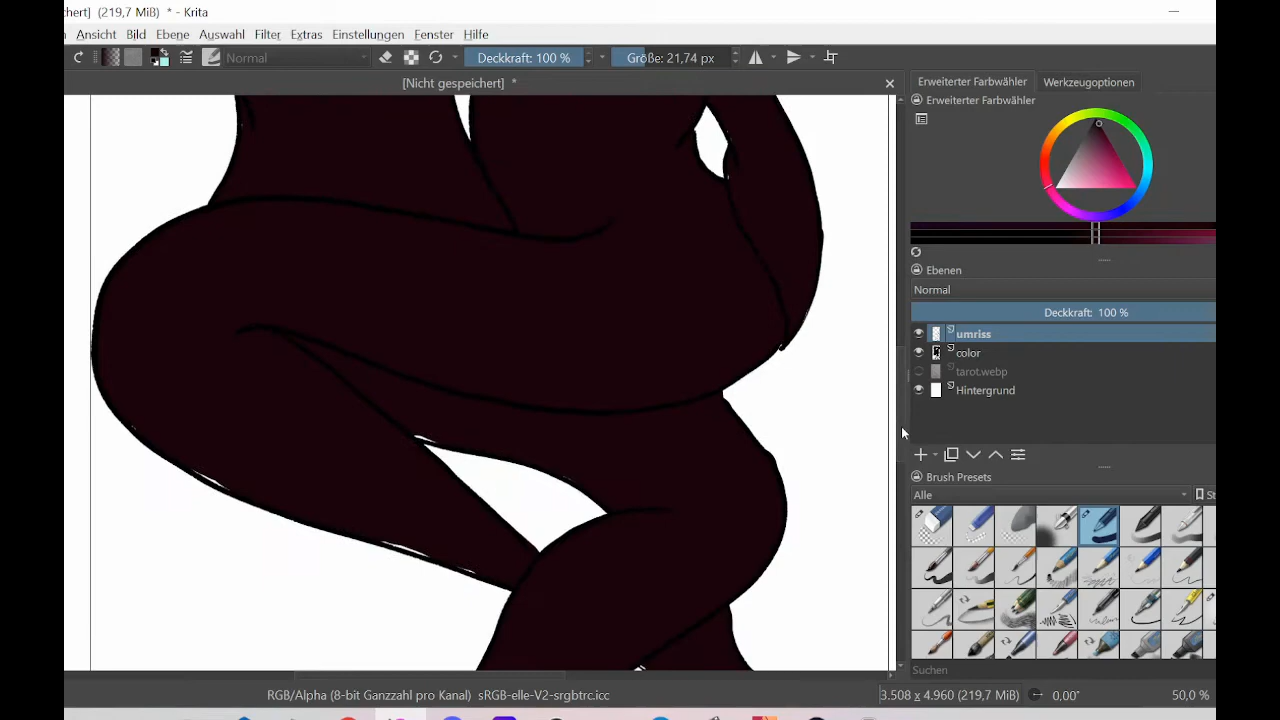 chert] (219,7 MiB) * - Krita
Ansicht Bild Ebene Auswahl Filter Extras Einstellungen Fenster Hilfe
Normal Deckkraft: 100 % Größe: 21,74 px
[Nicht gespeichert] *
Erweiterter Farbwähler Werkzeugoptionen
Erweiterter Farbwähler
Ebenen
Normal
Deckkraft: 100 %
umriss
color
tarot.webp
Hintergrund
Brush Presets
Alle St
Suchen
RGB/Alpha (8-bit Ganzzahl pro Kanal) sRGB-elle-V2-srgbtrc.icc 3.508 x 4.960 (219,7 MiB) 0,00° 50,0 %